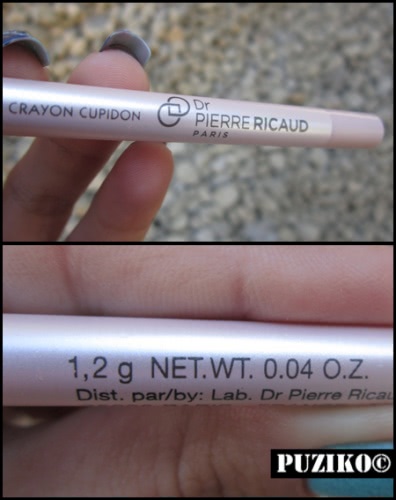 CRAYON CUPIDON
Dr
PIERRE RICAUD
PARIS
1,2 g NET.WT. 0.04 O.Z.
Dist. par/by: Lab. Dr Pierre Ricau
PUZIKO©